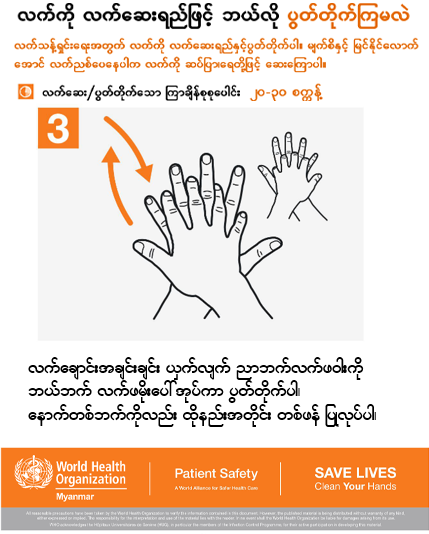 လက်ကို လက်ဆေးရည်ဖြင့် ဘယ်လို ပွတ်တိုက်ကြမလဲ
လက်သန့်ရှင်းရေးအတွက် လက်ကို လက်ဆေးရည်နှင့်ပွတ်တိုက်ပါ။ မျက်စိနှင့် မြင်နိုင်လောက်
အောင် လက်ညစ်ပေနေပါက လက်ကို ဆပ်ပြာရေတို့ဖြင့် ဆေးကြောပါ။
လက်ဆေး/ပွတ်တိုက်သော ကြာချိန်စုစုပေါင်း ၂၀-၃၀ စက္ကန့်
3
လက်ချောင်းအချင်းချင်း ယှက်လျက် ညာဘက်လက်ဖဝါးကို
ဘယ်ဘက် လက်ဖမိုးပေါ်အုပ်ကာ ပွတ်တိုက်ပါ၊
နောက်တစ်ဘက်ကိုလည်း ထိုနည်းအတိုင်း တစ်ဖန် ပြုလုပ်ပါ၊
World Health
Organization
Myanmar
Patient Safety
A World Alliance for Safer Health Care
SAVE LIVES
Clean Your Hands